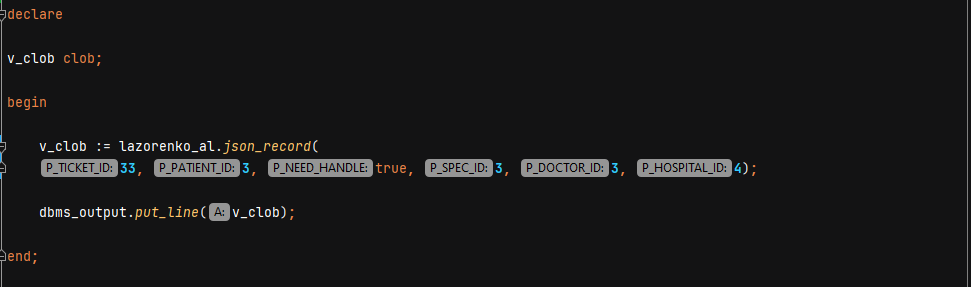 declare
v_clob clob;
begin
v_clob := lazorenko_al.json_record(
P_TICKET_ID: 33, P_PATIENT_ID: 3, P_NEED_HANDLE: true, P_SPEC_ID: 3, P_DOCTOR_ID: 3, P_HOSPITAL_ID: 4);
dbms_output.put_line( A: v_clob);
end;